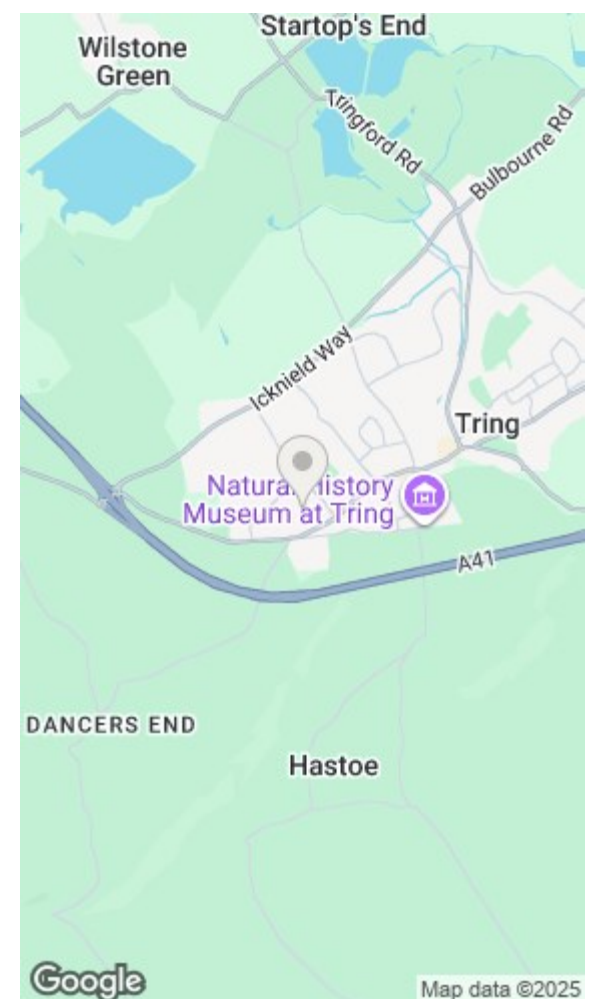 Startop's End
Wilstone
Green
Tringford Rd
Bulbourne Rd
Icknield Way
Tring
Natural History
Museum at Tring
A41
DANCERS END
Hastoe
Google
Map data ©2025